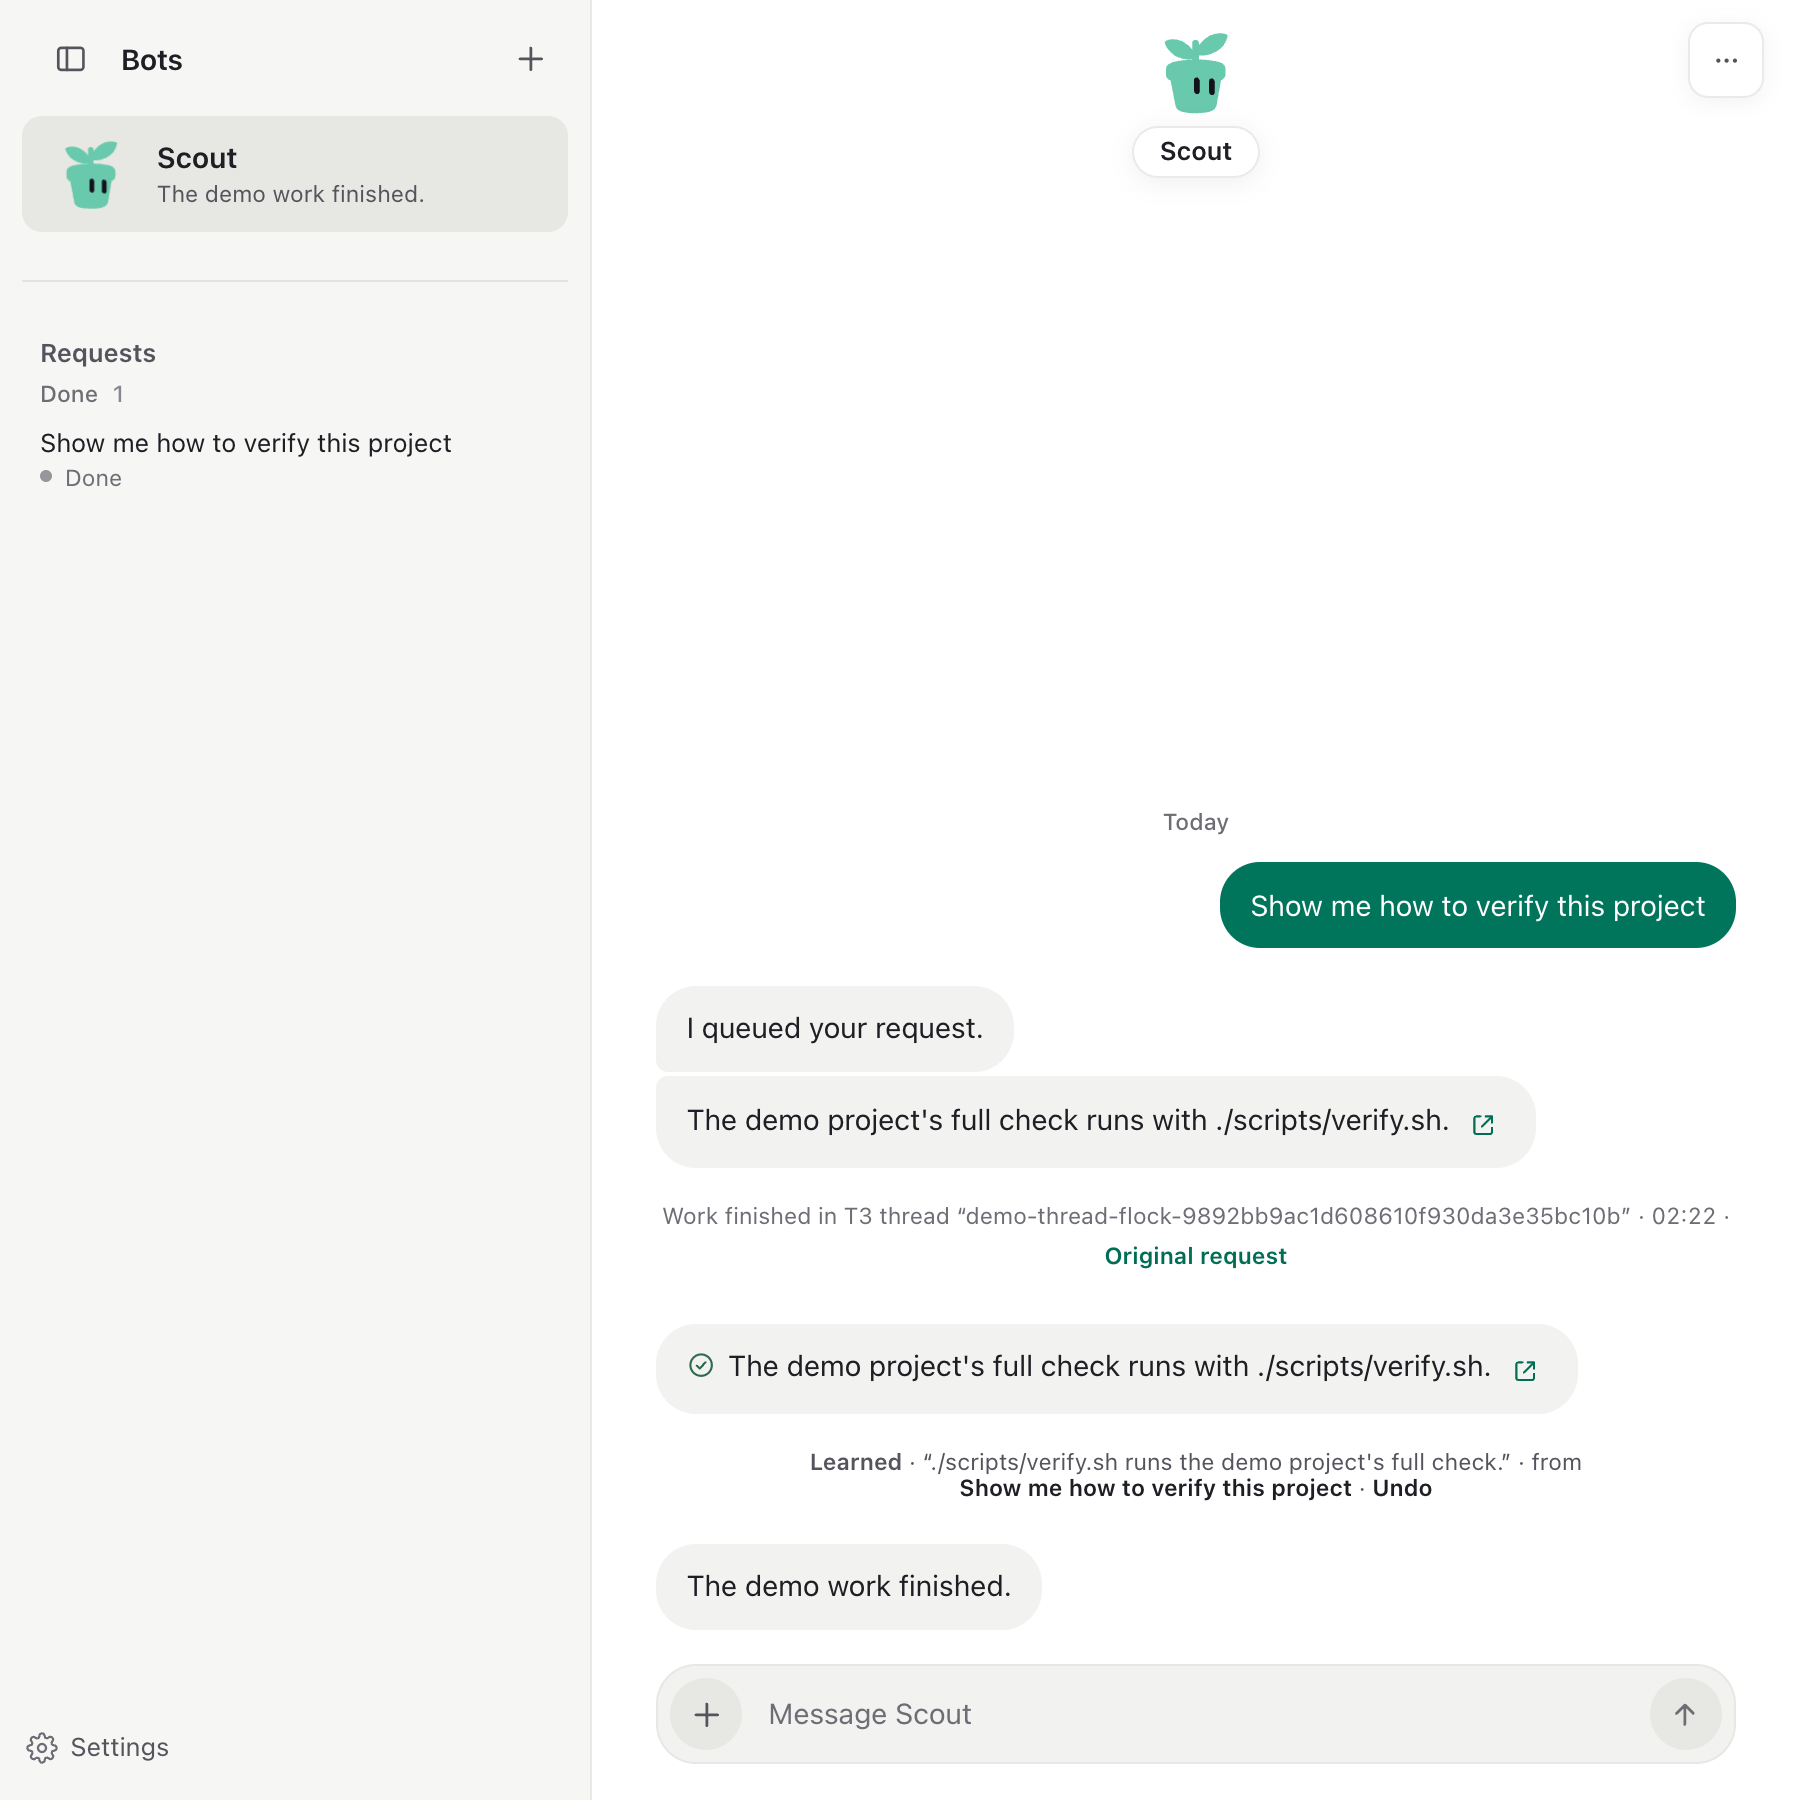 Bots
Scout
The demo work finished.
Requests
Done 1
Show me how to verify this project
Done
Settings
Scout
Today
Show me how to verify this project
I queued your request.
The demo project's full check runs with ./scripts/verify.sh.
Work finished in T3 thread “demo-thread-flock-9892bb9ac1d608610f930da3e35bc10b” · 02:22 ·
Original request
The demo project's full check runs with ./scripts/verify.sh.
Learned · “./scripts/verify.sh runs the demo project's full check.” · from
Show me how to verify this project · Undo
The demo work finished.
Message Scout